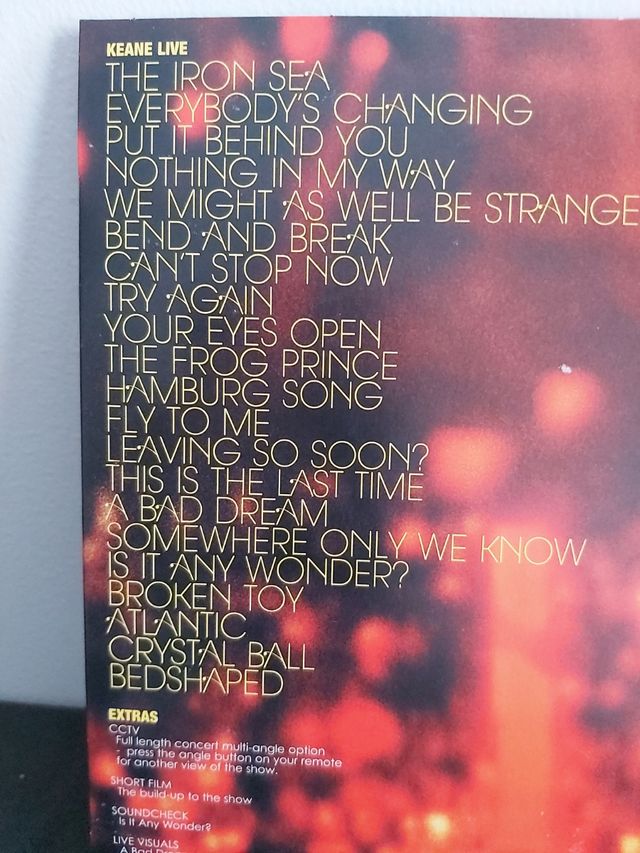 KEANE LIVE
THE IRON SEA
EVERYBODY'S CHANGING
PUT IT BEHIND YOU
NOTHING IN MY WAY
WE MIGHT AS WELL BE STRANGE
BEND AND BREAK
CAN'T STOP NOW
TRY AGAIN
YOUR EYES OPEN
THE FROG PRINCE
HAMBURG SONG
FLY TO ME
LEAVING SO SOON?
THIS IS THE LAST TIME
A BAD DREAM
SOMEWHERE ONLY WE KNOW
IS IT ANY WONDER?
BROKEN TOY
ATLANTIC
CRYSTAL BALL
BEDSHAPED
EXTRAS
CCTV
Full length concert multi-angle option
- press the angle button on your remote
for another view of the show.
SHORT FILM
The build-up to the show
SOUNDCHECK
Is It Any Wonder?
LIVE VISUALS
A Bad